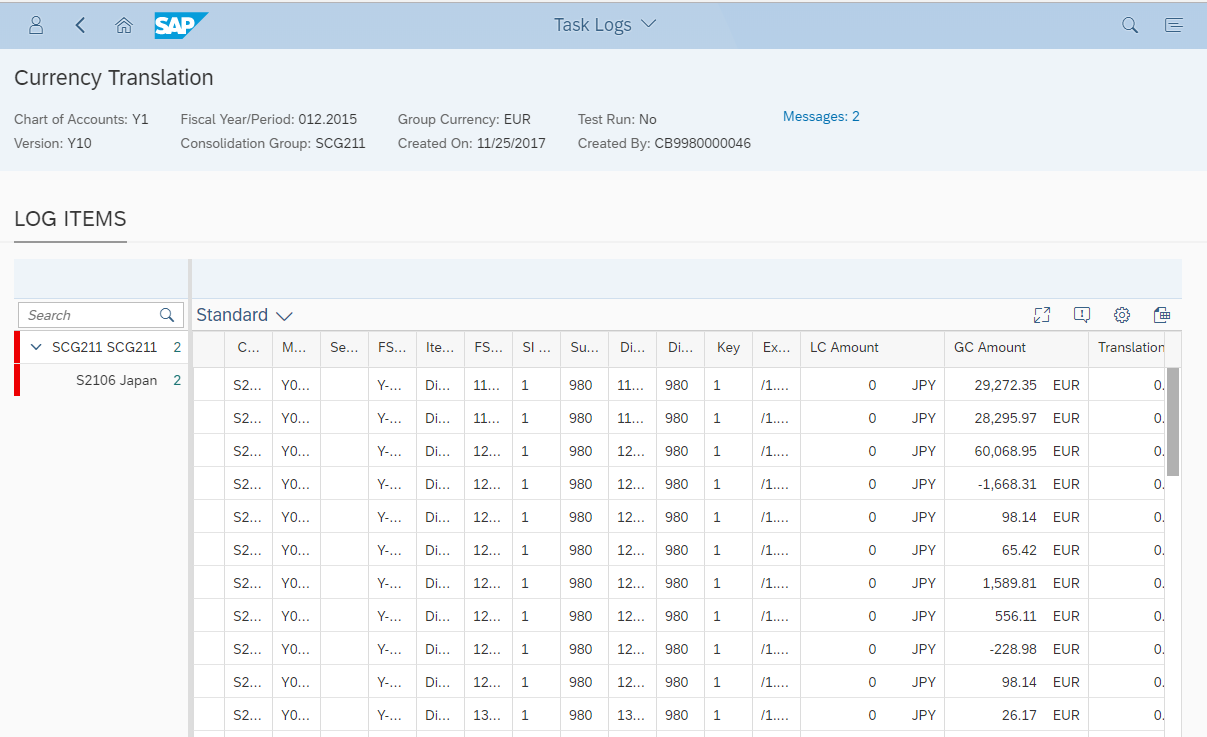 SAP
Task Logs
Currency Translation
Chart of Accounts: Y1 Fiscal Year/Period: 012.2015 Group Currency: EUR Test Run: No Messages: 2
Version: Y10 Consolidation Group: SCG211 Created On: 11/25/2017 Created By: CB9980000046
LOG ITEMS
Search Standard
SCG211 SCG211 2
S2106 Japan 2
C... M... Se... FS... Ite... FS... SI ... Su... Di... Di... Key Ex... LC Amount GC Amount Translation
S2... Y0... Y-... Di... 11... 1 980 11... 980 1 /1.... 0 JPY 29,272.35 EUR 0.
S2... Y0... Y-... Di... 11... 1 980 11... 980 1 /1.... 0 JPY 28,295.97 EUR 0.
S2... Y0... Y-... Di... 12... 1 980 12... 980 1 /1.... 0 JPY 60,068.95 EUR 0.
S2... Y0... Y-... Di... 12... 1 980 12... 980 1 /1.... 0 JPY -1,668.31 EUR 0.
S2... Y0... Y-... Di... 12... 1 980 12... 980 1 /1.... 0 JPY 98.14 EUR 0.
S2... Y0... Y-... Di... 12... 1 980 12... 980 1 /1.... 0 JPY 65.42 EUR 0.
S2... Y0... Y-... Di... 12... 1 980 12... 980 1 /1.... 0 JPY 1,589.81 EUR 0.
S2... Y0... Y-... Di... 12... 1 980 12... 980 1 /1.... 0 JPY 556.11 EUR 0.
S2... Y0... Y-... Di... 12... 1 980 12... 980 1 /1.... 0 JPY -228.98 EUR 0.
S2... Y0... Y-... Di... 12... 1 980 12... 980 1 /1.... 0 JPY 98.14 EUR 0.
S2... Y0... Y-... Di... 13... 1 980 13... 980 1 /1.... 0 JPY 26.17 EUR 0.